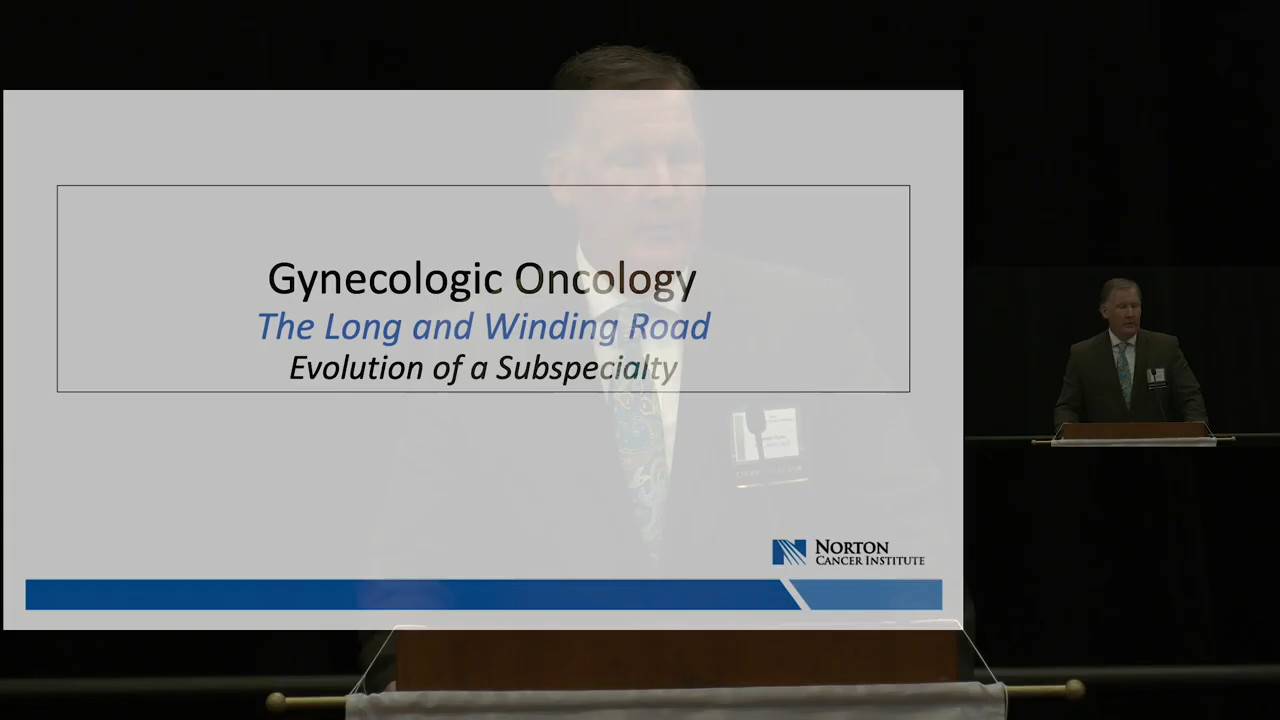 Gynecologic Oncology
The Long and Winding Road
Evolution of a Subspecialty
NORTON
CANCER INSTITUTE